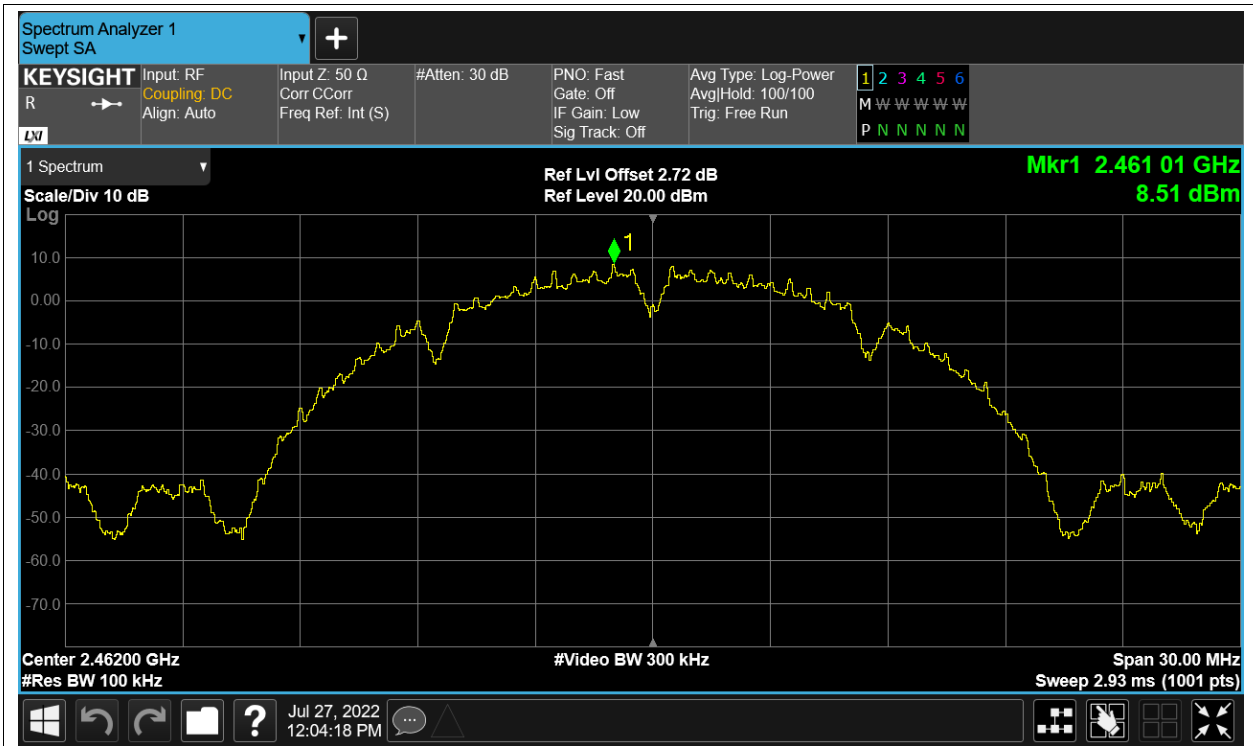 Spectrum Analyzer 1
Swept SA
KEYSIGHT
R
LXI
Input: RF
Coupling: DC
Align: Auto
Input Z: 50 Ω
Corr CCorr
Freq Ref: Int (S)
#Atten: 30 dB
PNO: Fast
Gate: Off
IF Gain: Low
Sig Track: Off
Avg Type: Log-Power
Avg|Hold: 100/100
Trig: Free Run
1 2 3 4 5 6
M W W W W W W
P N N N N N N
1 Spectrum
Scale/Div 10 dB
Ref Lvl Offset 2.72 dB
Ref Level 20.00 dBm
Mkr1 2.461 01 GHz
8.51 dBm
Log
1
10.0
0.00
-10.0
-20.0
-30.0
-40.0
-50.0
-60.0
-70.0
Center 2.46200 GHz
#Video BW 300 kHz
Span 30.00 MHz
#Res BW 100 kHz
Sweep 2.93 ms (1001 pts)
?
Jul 27, 2022
12:04:18 PM